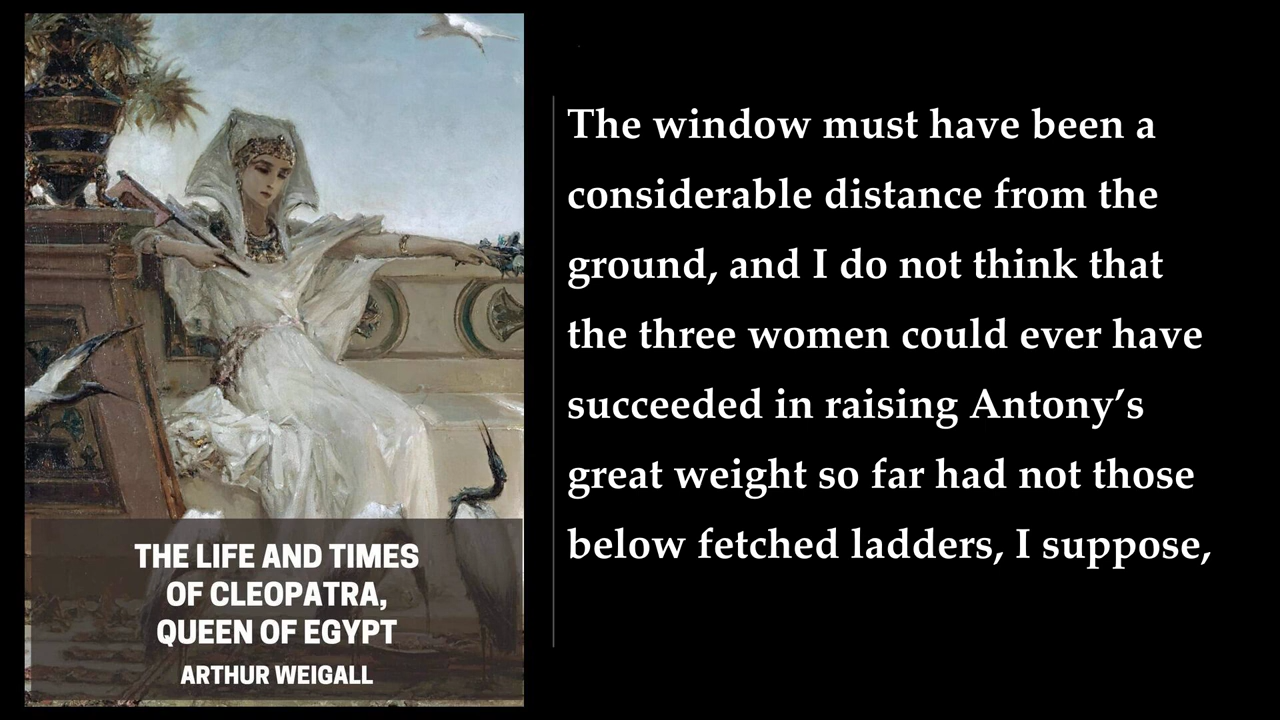 THE LIFE AND TIMES
OF CLEOPATRA,
QUEEN OF EGYPT
ARTHUR WEIGALL
The window must have been a
considerable distance from the
ground, and I do not think that
the three women could ever have
succeeded in raising Antony’s
great weight so far had not those
below fetched ladders, I suppose,